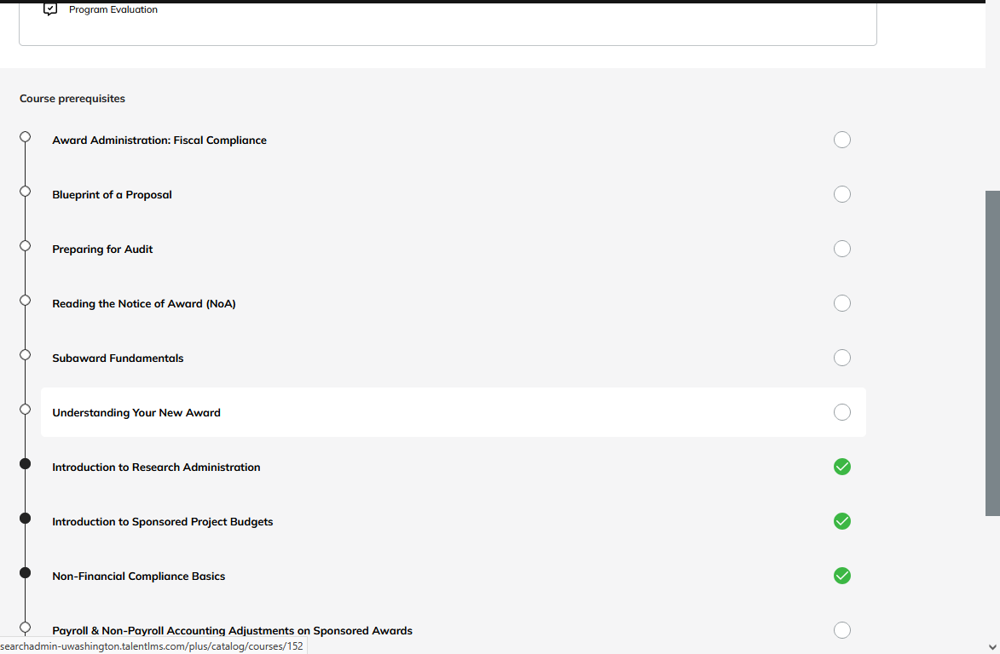 Program Evaluation
Course prerequisites
Award Administration: Fiscal Compliance
Blueprint of a Proposal
Preparing for Audit
Reading the Notice of Award (NoA)
Subaward Fundamentals
Understanding Your New Award
Introduction to Research Administration
Introduction to Sponsored Project Budgets
Non-Financial Compliance Basics
Payroll & Non-Payroll Accounting Adjustments on Sponsored Awards
searchadmin-uwashington.talentlms.com/plus/catalog/courses/152